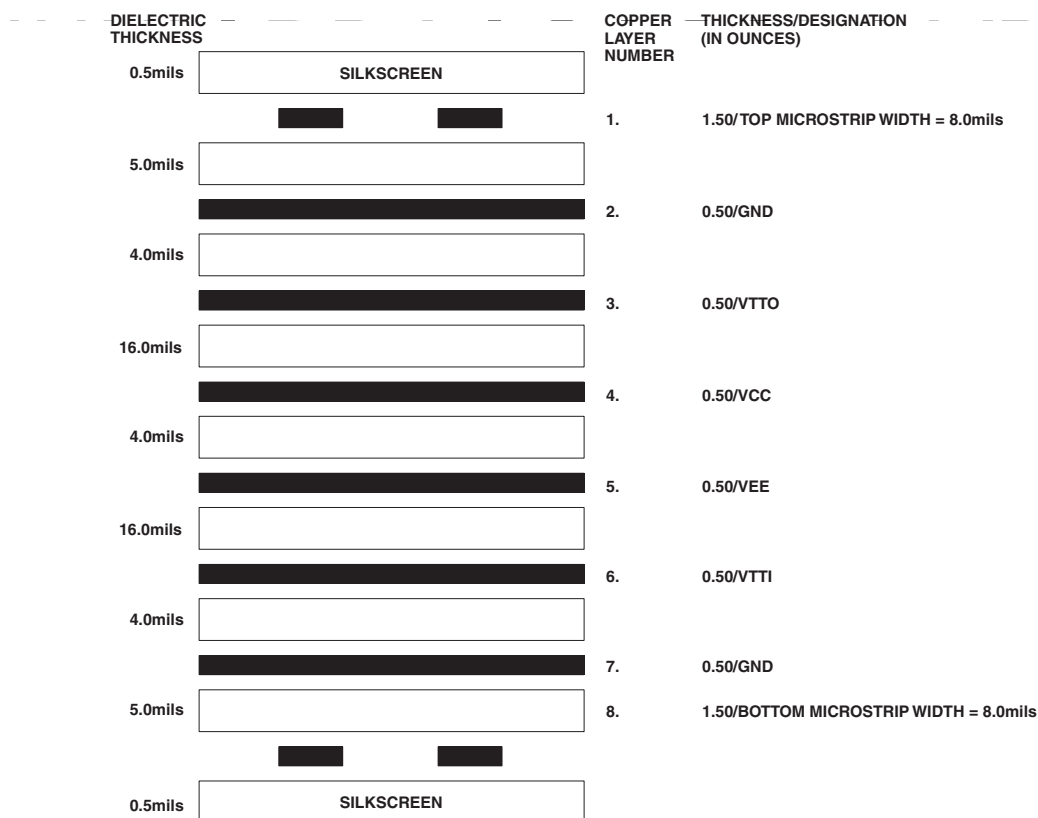 DIELECTRIC THICKNESS
COPPER LAYER NUMBER
THICKNESS/DESIGNATION (IN OUNCES)
0.5mils SILKSCREEN
1. 1.50/TOP MICROSTRIP WIDTH = 8.0mils
5.0mils
2. 0.50/GND
4.0mils
3. 0.50/VTTO
16.0mils
4. 0.50/VCC
4.0mils
5. 0.50/VEE
16.0mils
6. 0.50/VTTI
4.0mils
7. 0.50/GND
5.0mils 8. 1.50/BOTTOM MICROSTRIP WIDTH = 8.0mils
0.5mils SILKSCREEN